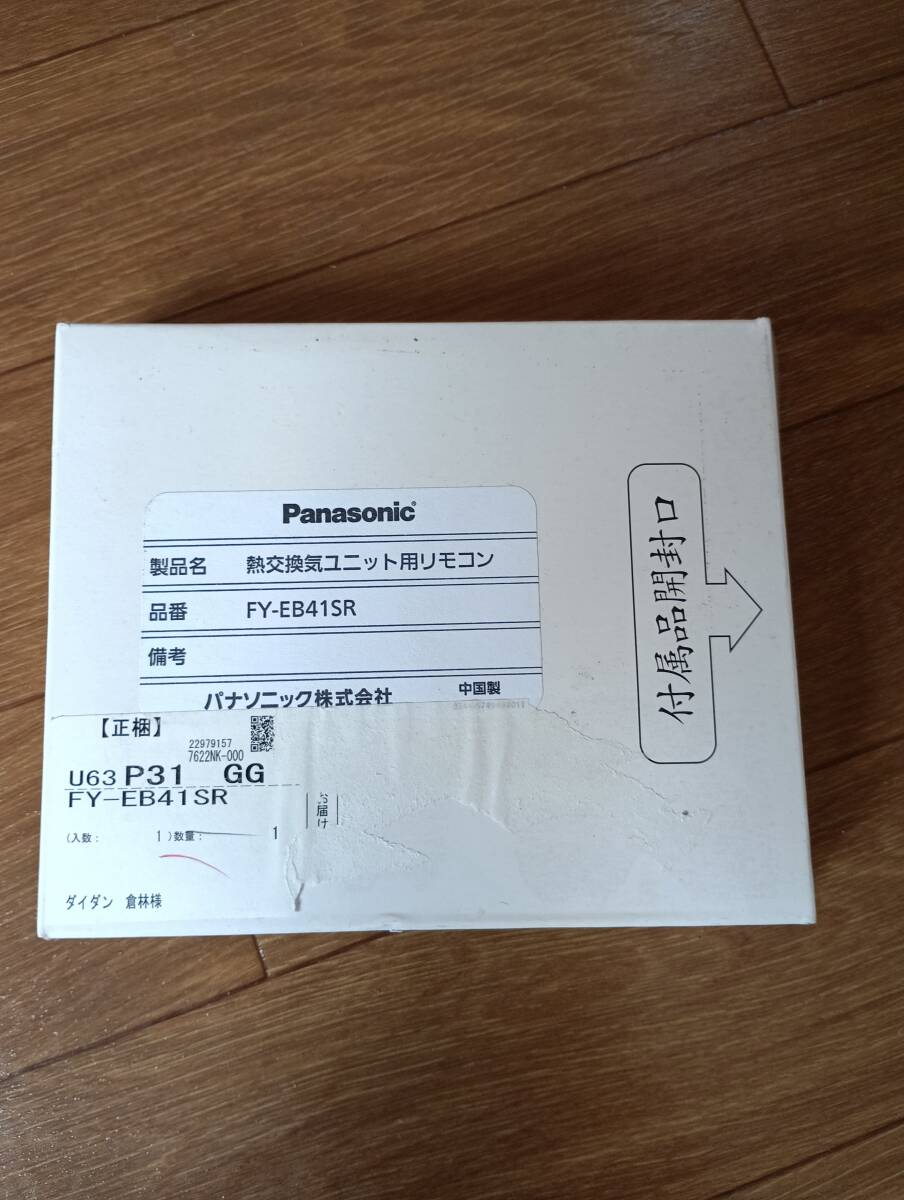 Panasonic
製品名 熱交換気ユニット用リモコン
品番 FY-EB41SR
備考
パナソニック株式会社 中国製
付属品開封口
【正梱】
22979157
7622NK-000
U63 P31 GG
FY-EB41SR
お届け
(入数: 1)数量: 1
ダイダン 倉林様